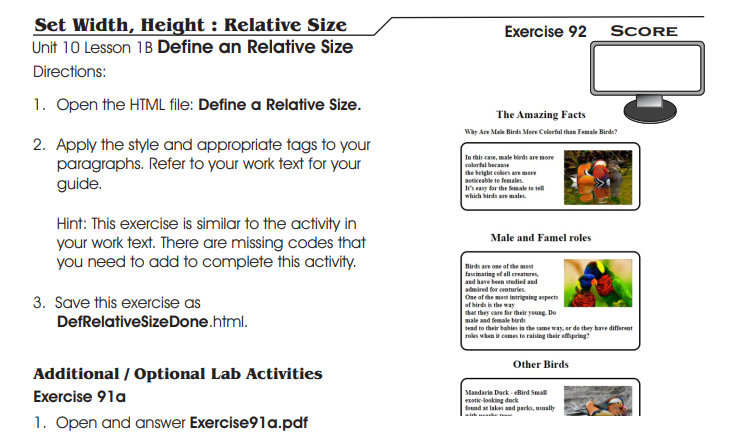 Set Width, Height : Relative Size
Unit 10 Lesson 1B Define an Relative Size
Directions:
1. Open the HTML file: Define a Relative Size.
2. Apply the style and appropriate tags to your
paragraphs. Refer to your work text for your
guide.
Hint: This exercise is similar to the activity in
your work text. There are missing codes that
you need to add to complete this activity.
3. Save this exercise as
DefRelativeSizeDone.html.
Additional / Optional Lab Activities
Exercise 91a
1. Open and answer Exercise91a.pdf
Exercise 92
SCORE
The Amazing Facts
Why Are Male Birds More Colorful than Female Birds?
In this case, male birds are more
colorful because
the bright colors are more
noticeable to females.
It's easy for the female to tell
which birds are males.
Male and Famel roles
Birds are one of the most
fascinating of all creatures,
and have been studied and
admired for centuries.
One of the most intriguing aspects
of birds is the way
that they care for their young. Do
male and female birds
tend to their babies in the same way, or do they have different
roles when it comes to raising their offspring?
Other Birds
Mandarin Duck - eBird Small
exotic-looking duck
found at lakes and parks, usually
with nearby trees